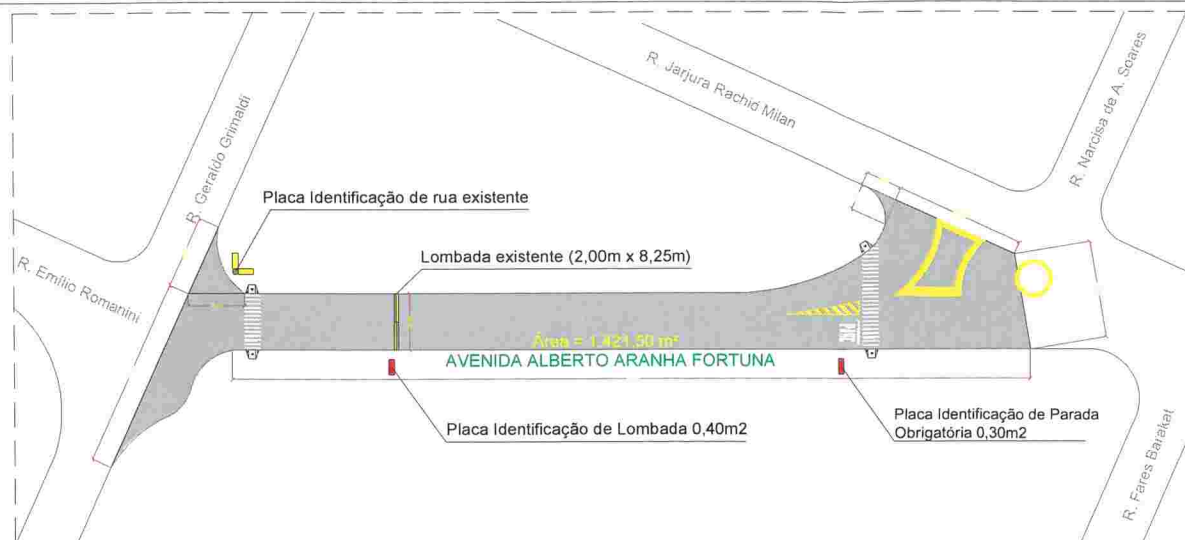 R. Jarjura Rachid Milan
R. Narcisa de A. Soares
R. Geraldo Grimaldi
Placa Identificação de rua existente
Lombada existente (2,00m x 8,25m)
R. Emílio Romanini
Área = 1.421,50 m²
PARE
AVENIDA ALBERTO ARANHA FORTUNA
Placa Identificação de Lombada 0,40m2
Placa Identificação de Parada
Obrigatória 0,30m2
R. Fares Barakat